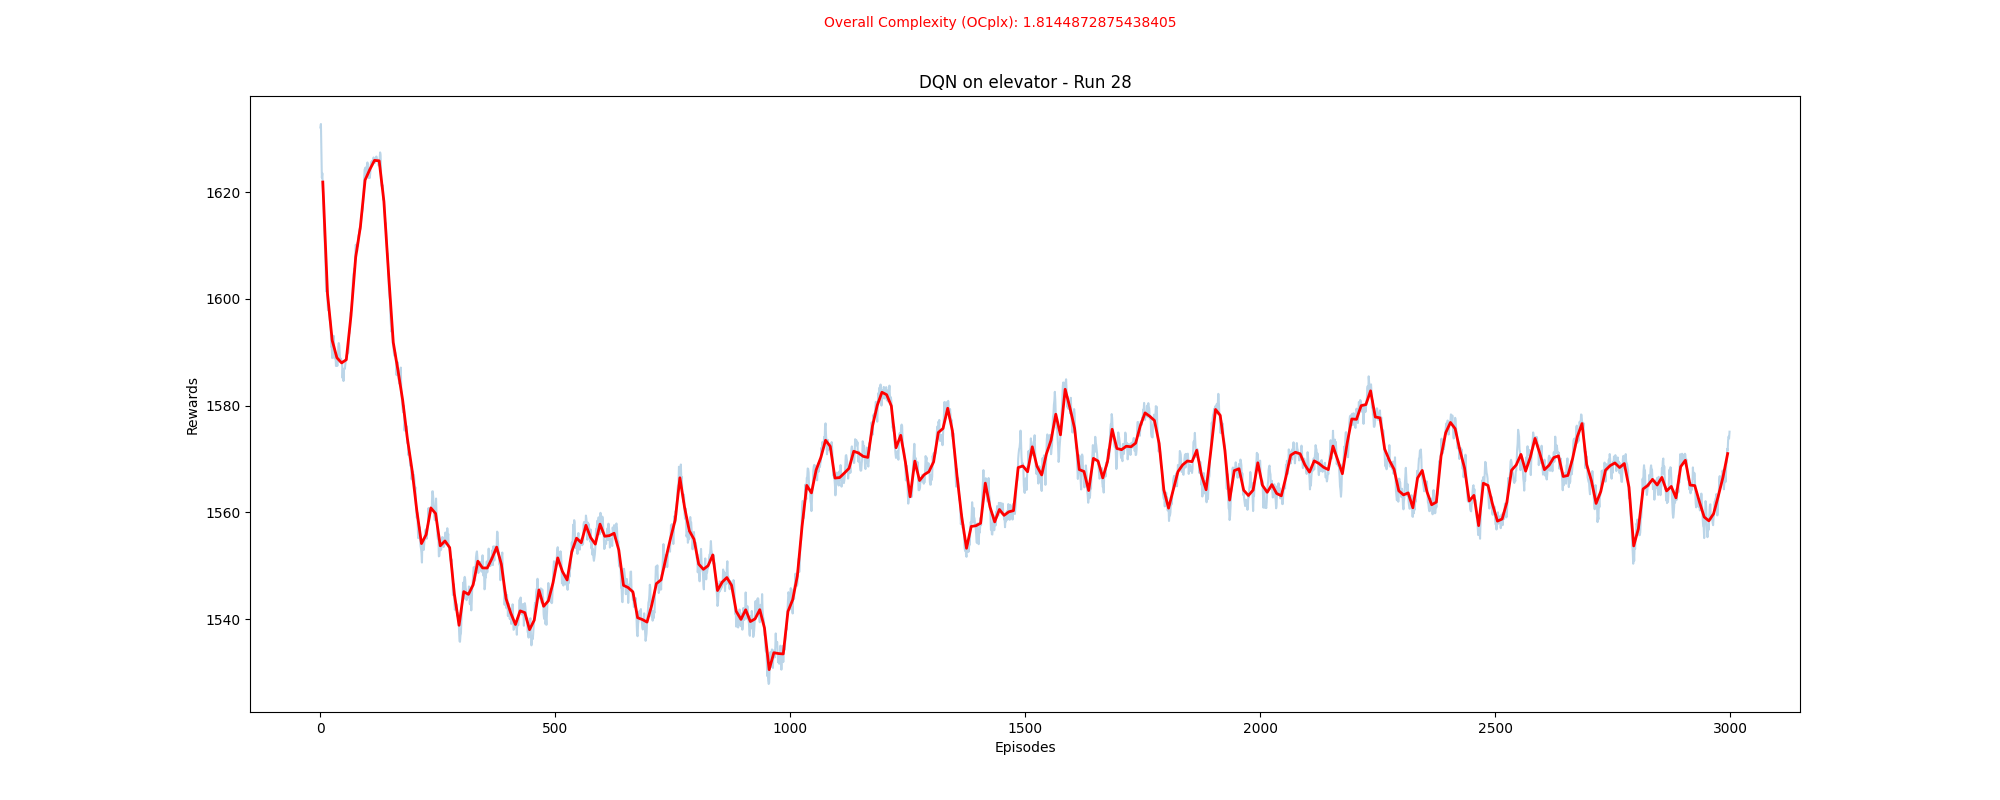 Overall Complexity (OCplx): 1.8144872875438405
DQN on elevator - Run 28
Rewards
1620
1600
1580
1560
1540
0 500 1000 1500 2000 2500 3000
Episodes